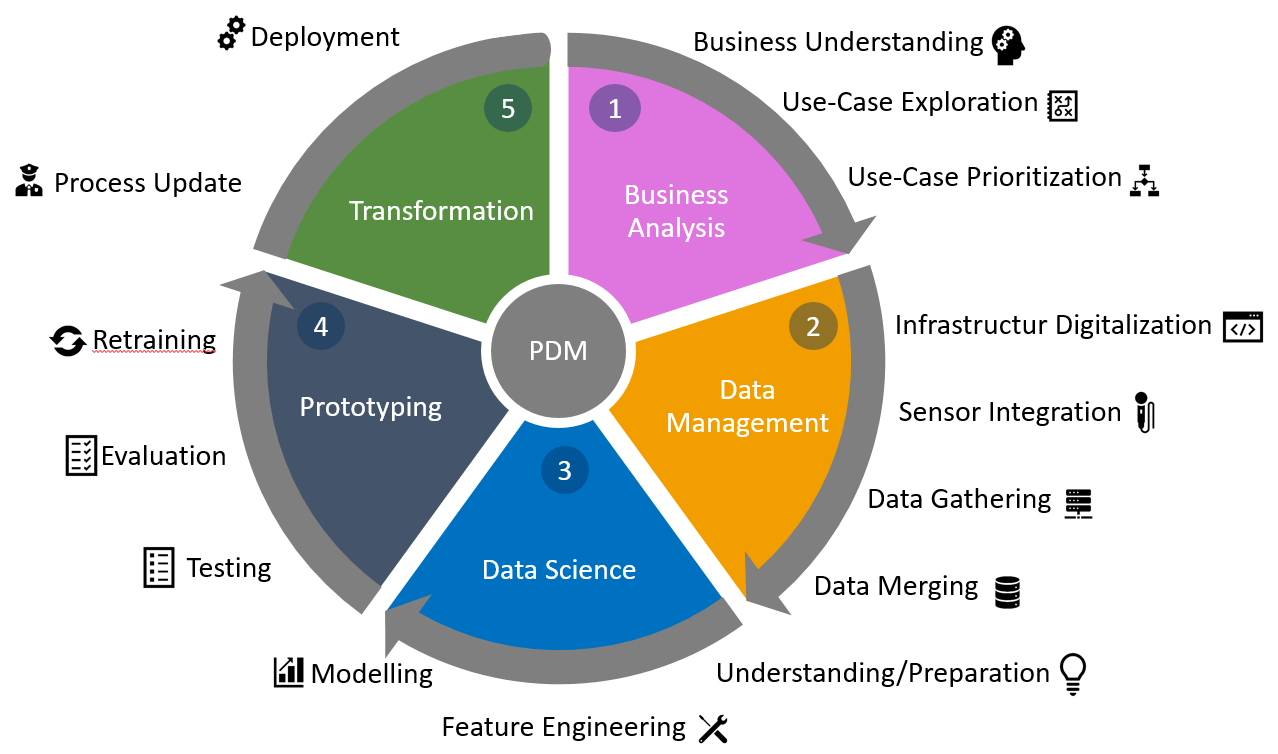 Deployment
Business Understanding
Use-Case Exploration
5
1
Process Update
Use-Case Prioritization
Transformation
Business
Analysis
4
2
Infrastructur Digitalization
Retraining
PDM
Prototyping
Data
Management
Sensor Integration
Evaluation
3
Data Gathering
Testing
Data Science
Data Merging
Modelling
Understanding/Preparation
Feature Engineering